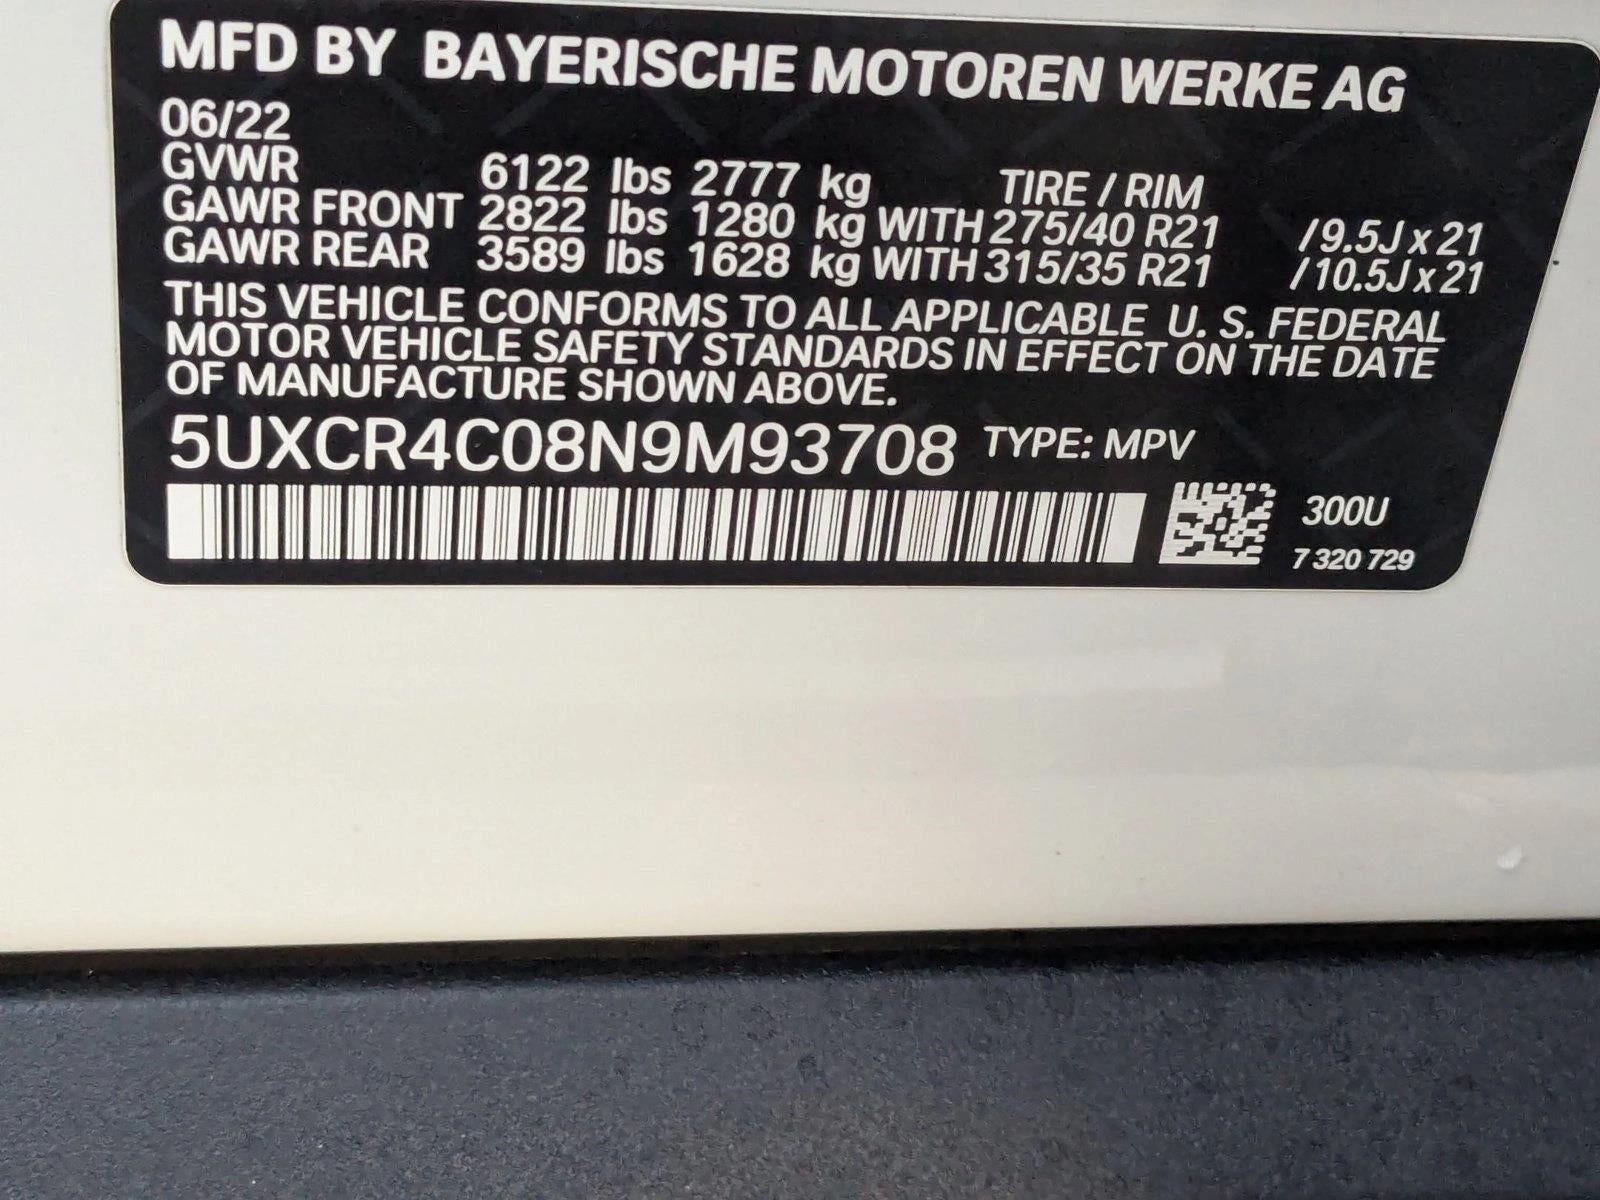 MFD BY BAYERISCHE MOTOREN WERKE AG
06/22
GVWR 6122 lbs 2777 kg TIRE / RIM
GAWR FRONT 2822 lbs 1280 kg WITH 275/40 R21 /9.5J x 21
GAWR REAR 3589 lbs 1628 kg WITH 315/35 R21 /10.5J x 21
THIS VEHICLE CONFORMS TO ALL APPLICABLE U. S. FEDERAL
MOTOR VEHICLE SAFETY STANDARDS IN EFFECT ON THE DATE
OF MANUFACTURE SHOWN ABOVE.
5UXCR4C08N9M93708 TYPE: MPV
300U
7 320 729